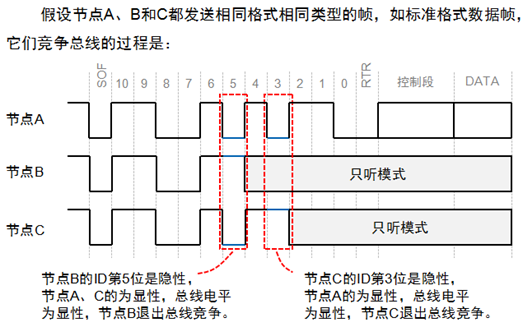 假设节点A、B和C都发送相同格式相同类型的帧，如标准格式数据帧，
它们竞争总线的过程是：
SOF 10 9 8 7 6 5 4 3 2 1 0 RTR 控制段 DATA
节点A
节点B 只听模式
节点C 只听模式
节点B的ID第5位是隐性，
节点A、C的为显性，总线电平
为显性，节点B退出总线竞争。
节点C的ID第3位是隐性，
节点A的为显性，总线电平
为显性，节点C退出总线竞争。